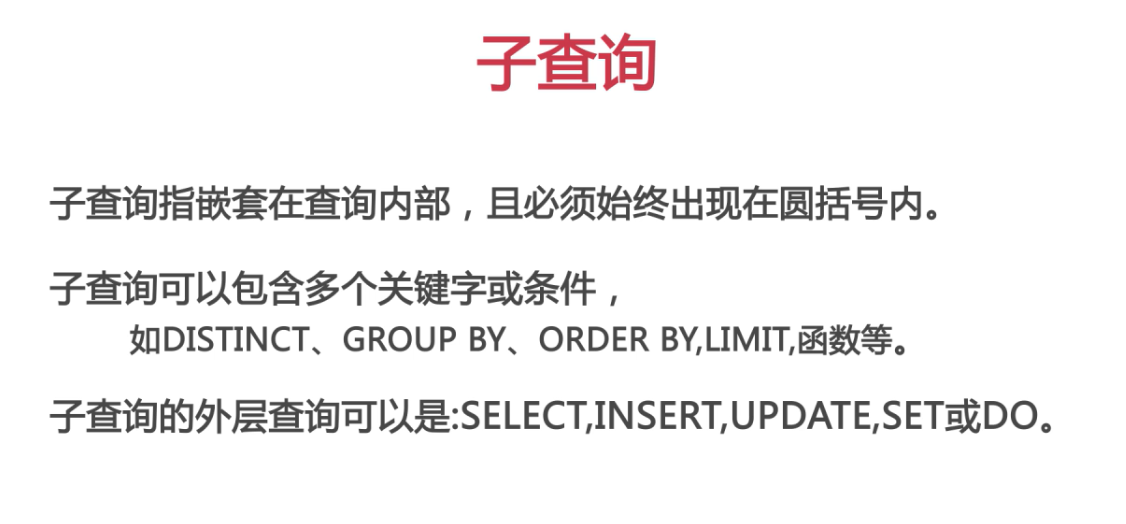 子查询
子查询指嵌套在查询内部，且必须始终出现在圆括号内。
子查询可以包含多个关键字或条件，
如DISTINCT、GROUP BY、ORDER BY,LIMIT,函数等。
子查询的外层查询可以是:SELECT,INSERT,UPDATE,SET或DO。